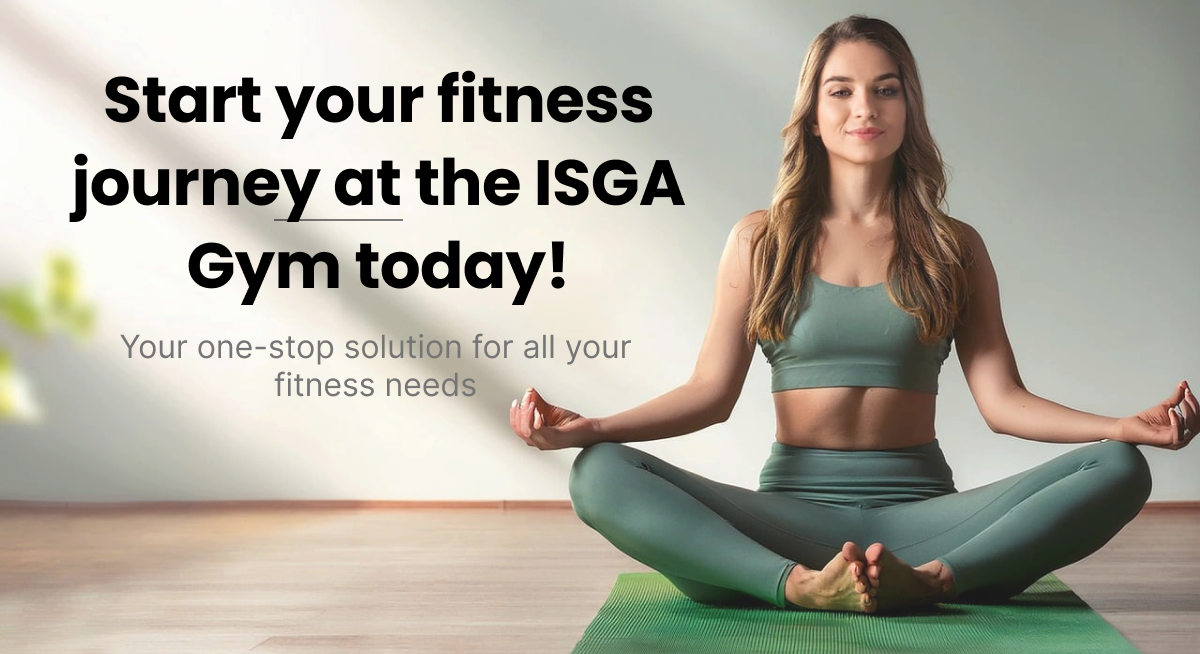 Start your fitness
journey at the ISGA
Gym today!
Your one-stop solution for all your
fitness needs